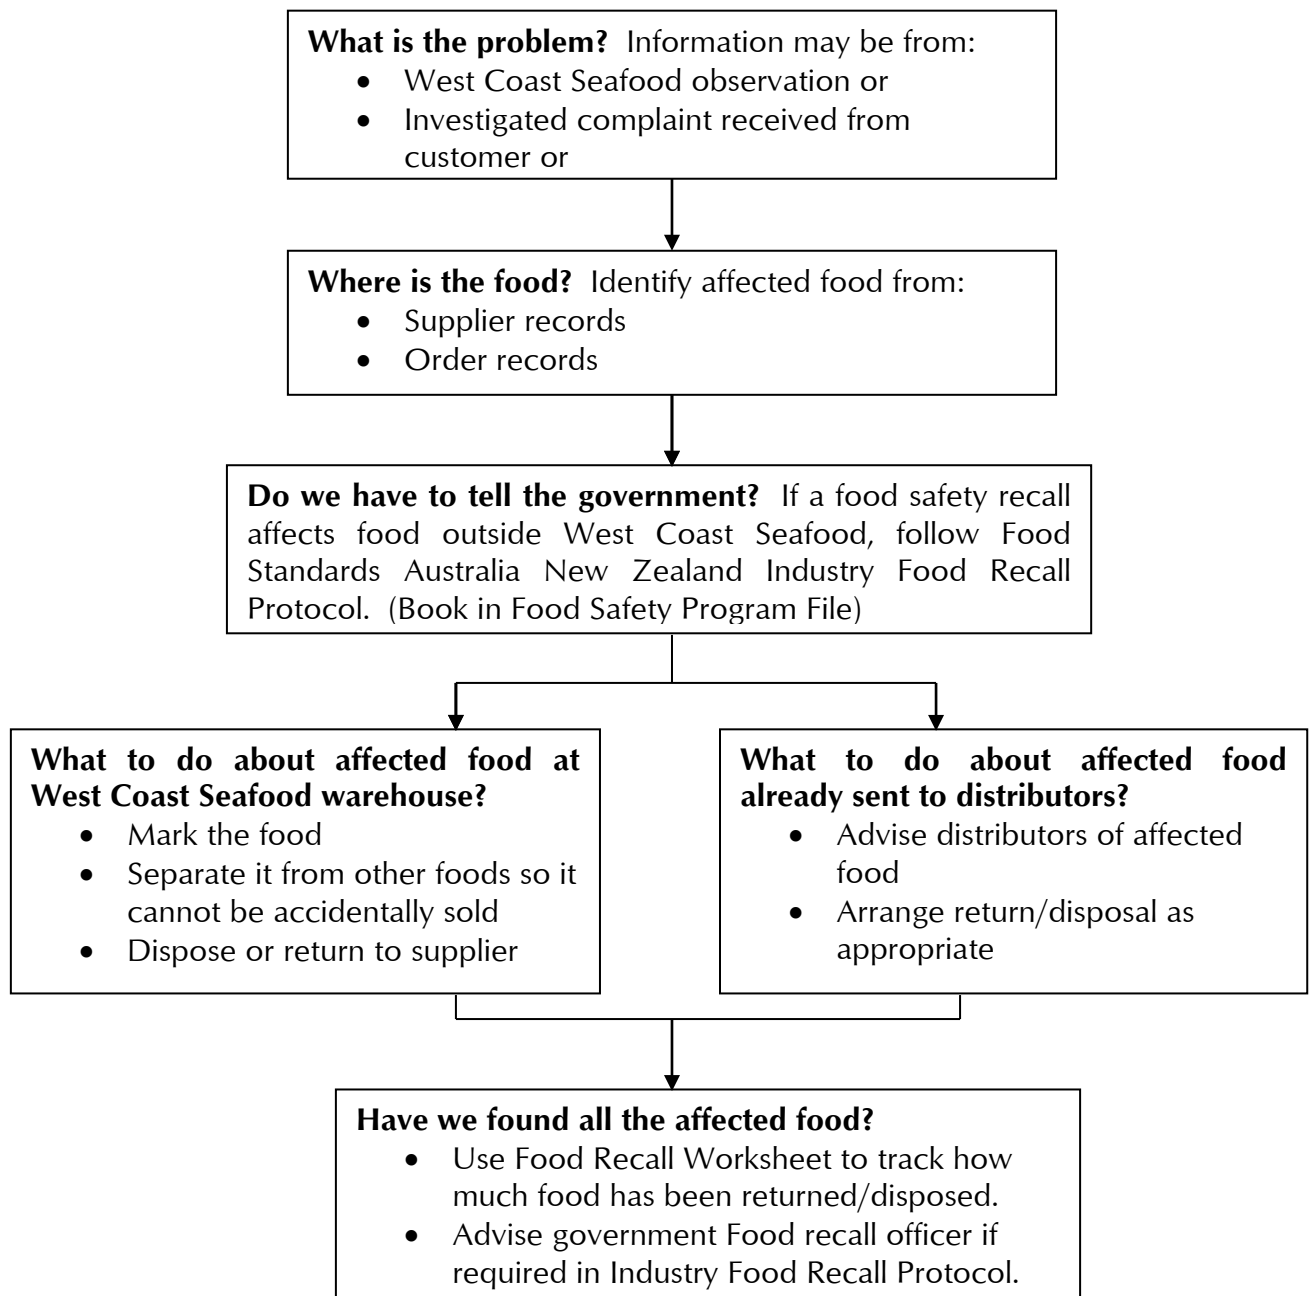 What is the problem? Information may be from:
• West Coast Seafood observation or
• Investigated complaint received from
customer or
Where is the food? Identify affected food from:
• Supplier records
• Order records
Do we have to tell the government? If a food safety recall
affects food outside West Coast Seafood, follow Food
Standards Australia New Zealand Industry Food Recall
Protocol. (Book in Food Safety Program File)
What to do about affected food at
West Coast Seafood warehouse?
• Mark the food
• Separate it from other foods so it
cannot be accidentally sold
• Dispose or return to supplier
What to do about affected food
already sent to distributors?
• Advise distributors of affected
food
• Arrange return/disposal as
appropriate
Have we found all the affected food?
• Use Food Recall Worksheet to track how
much food has been returned/disposed.
• Advise government Food recall officer if
required in Industry Food Recall Protocol.